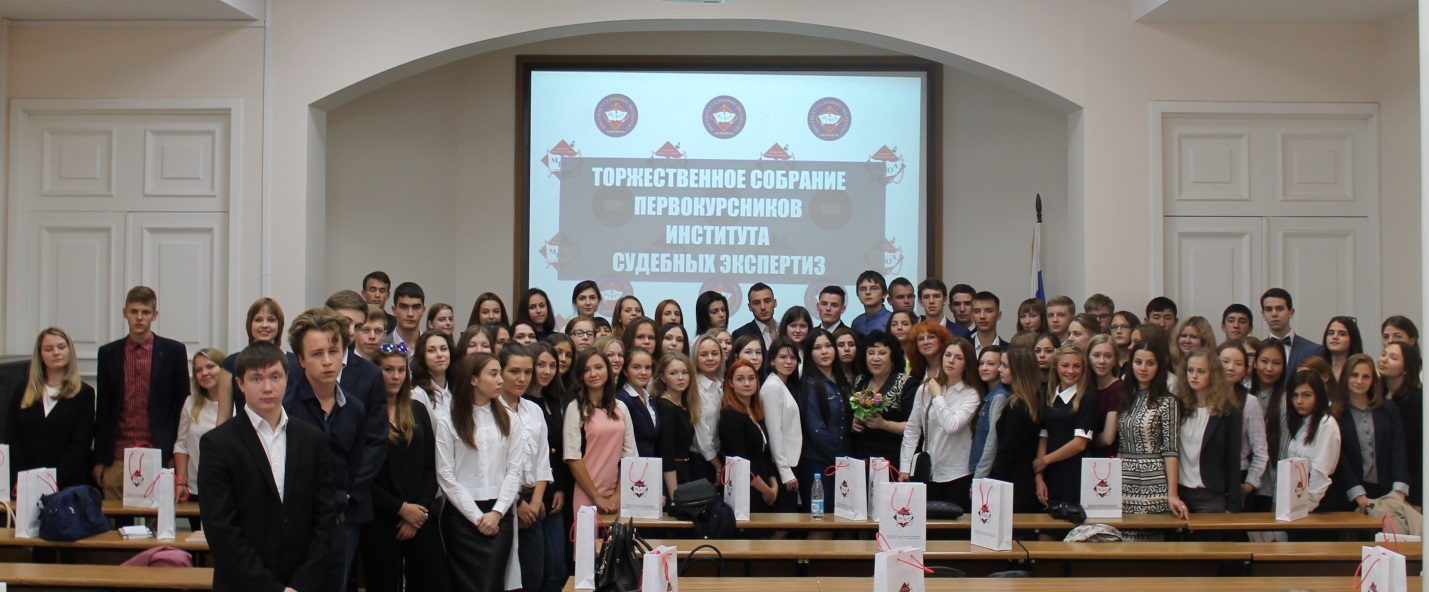 ТОРЖЕСТВЕННОЕ СОБРАНИЕ
ПЕРВОКУРСНИКОВ
ИНСТИТУТА
СУДЕБНЫХ ЭКСПЕРТИЗ